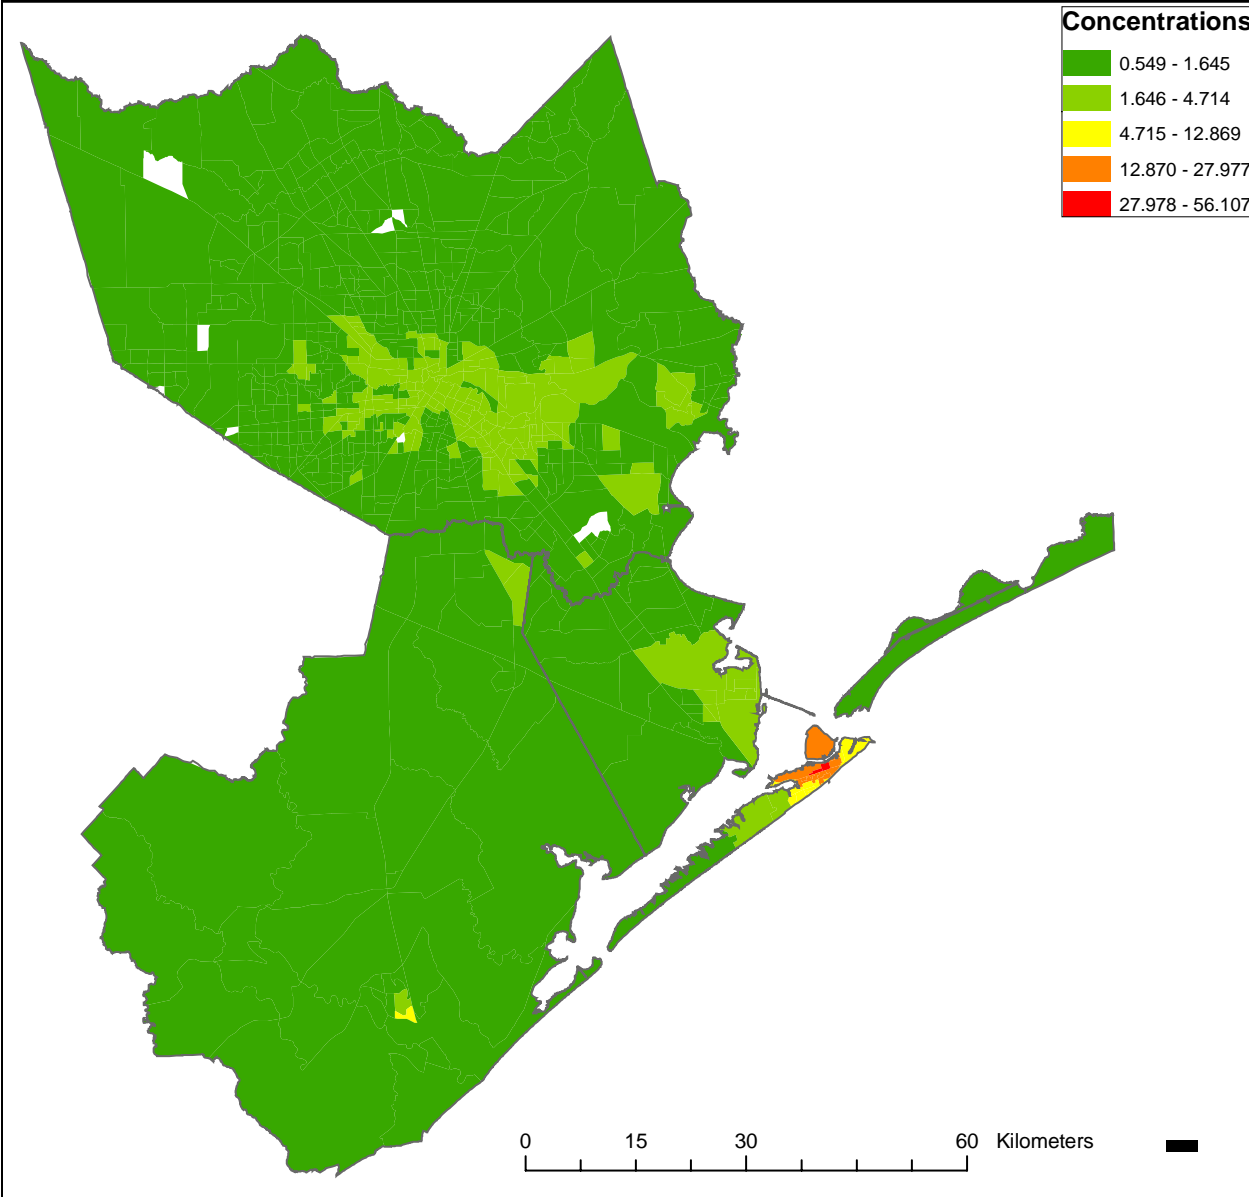 Concentrations
0.549 - 1.645
1.646 - 4.714
4.715 - 12.869
12.870 - 27.977
27.978 - 56.107
0 15 30 60 Kilometers